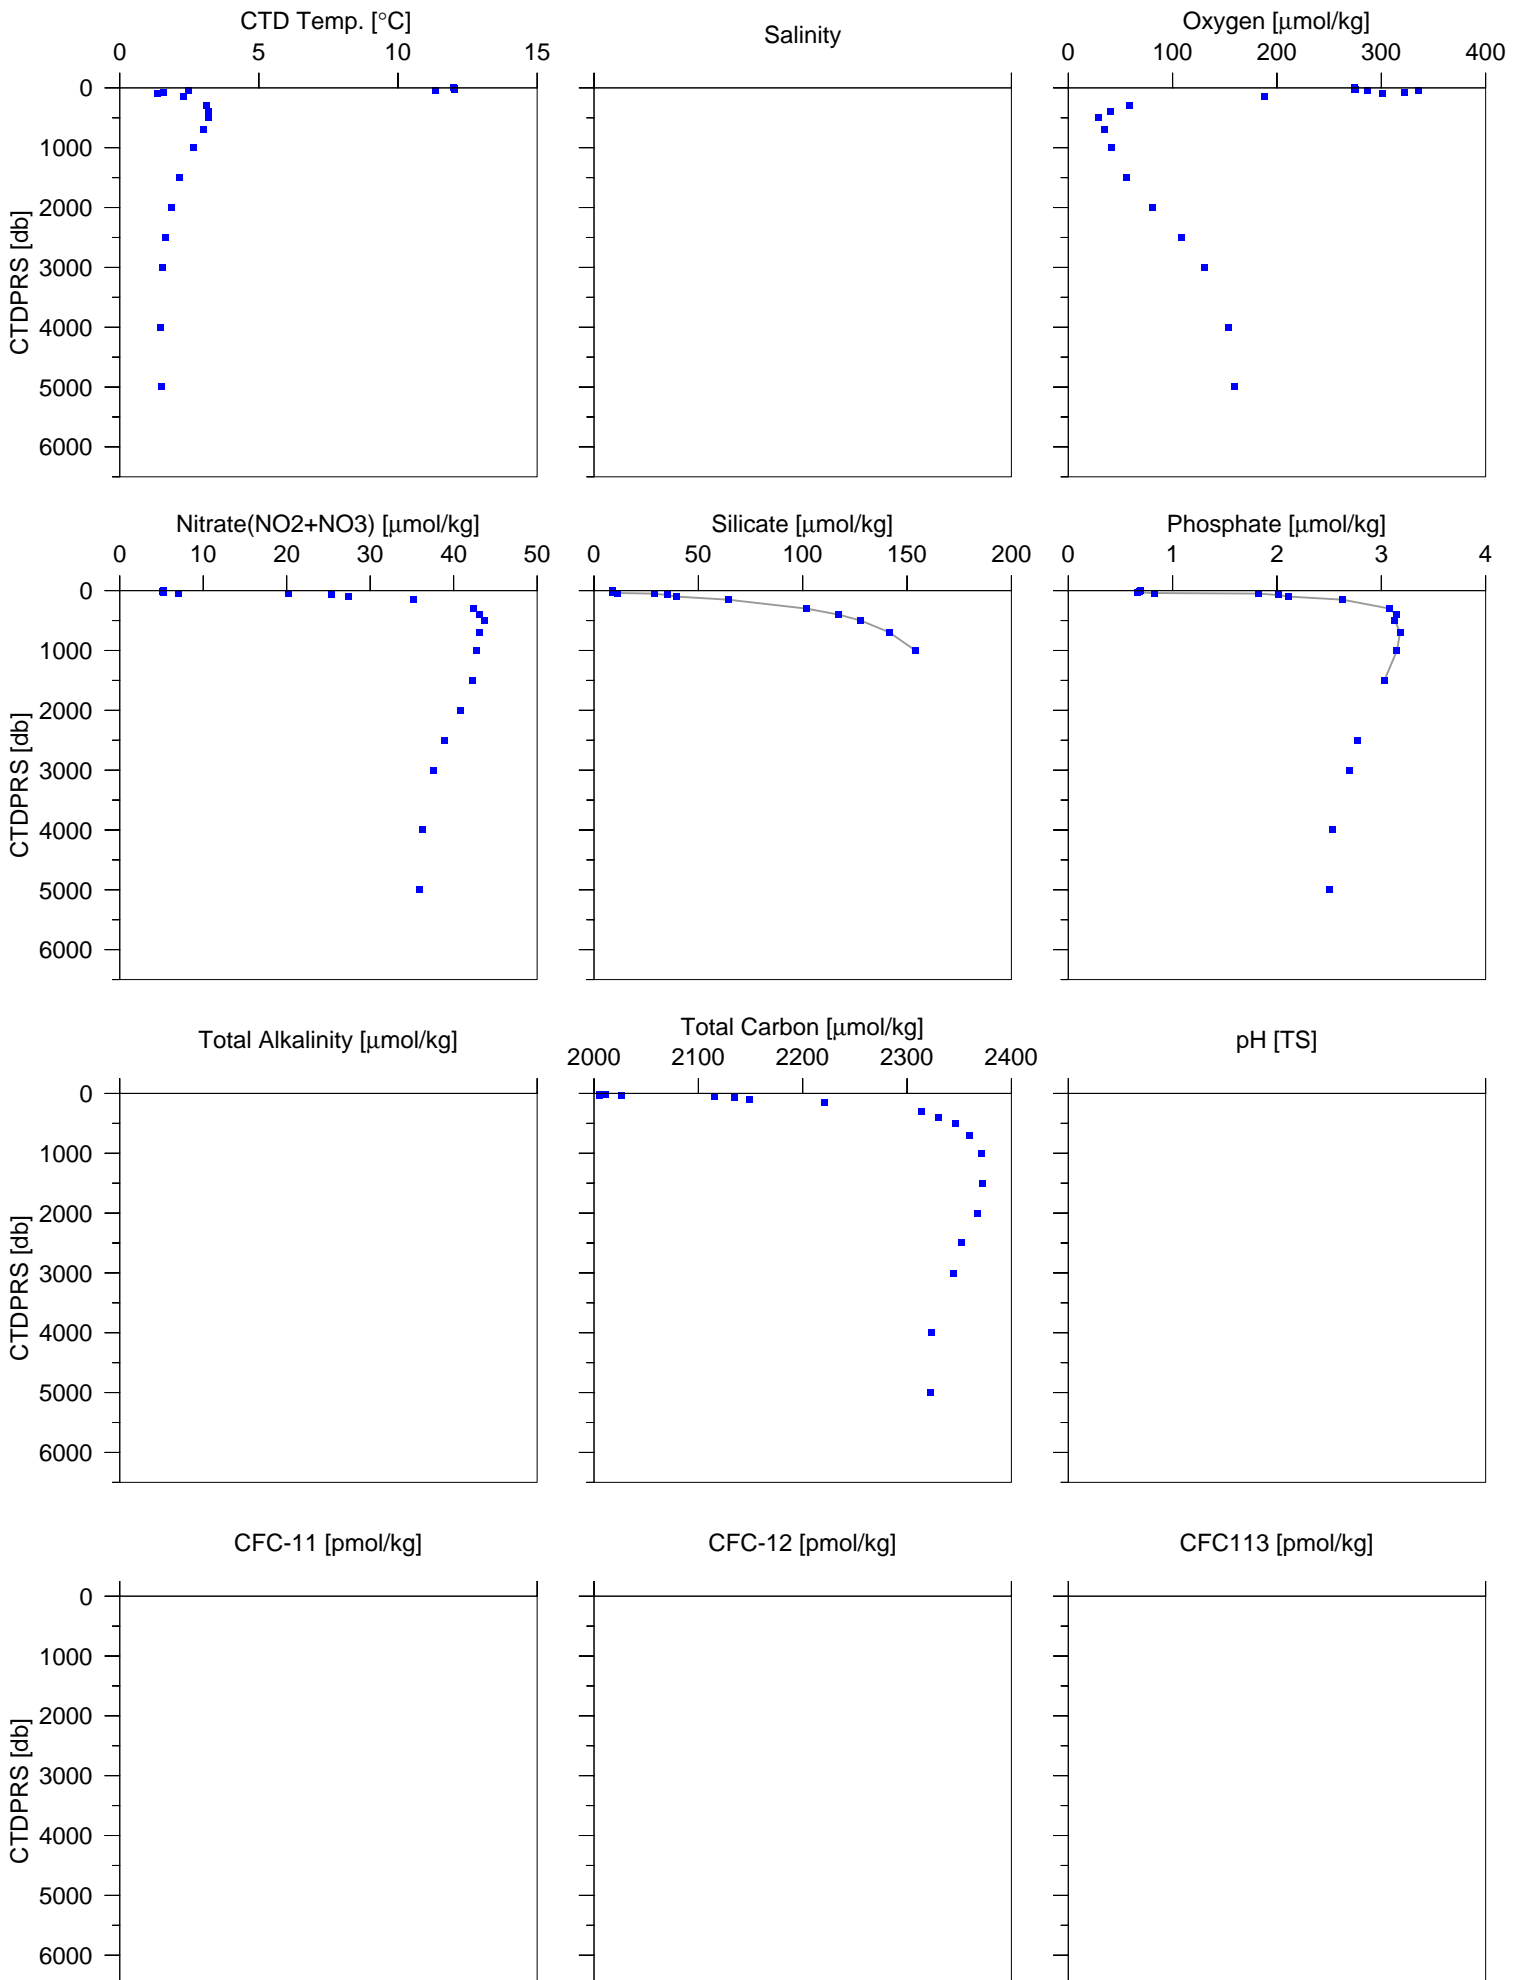 CTD Temp. [°C]
Salinity
Oxygen [μmol/kg]
0 5 10 15
0 100 200 300 400
0
1000
2000
3000
4000
5000
6000
CTDPRS [db]
Nitrate(NO2+NO3) [μmol/kg]
Silicate [μmol/kg]
Phosphate [μmol/kg]
0 10 20 30 40 50
0 50 100 150 200
0 1 2 3 4
0
1000
2000
3000
4000
5000
6000
CTDPRS [db]
Total Alkalinity [μmol/kg]
Total Carbon [μmol/kg]
pH [TS]
2000 2100 2200 2300 2400
0
1000
2000
3000
4000
5000
6000
CTDPRS [db]
CFC-11 [pmol/kg]
CFC-12 [pmol/kg]
CFC113 [pmol/kg]
0
1000
2000
3000
4000
5000
6000
CTDPRS [db]